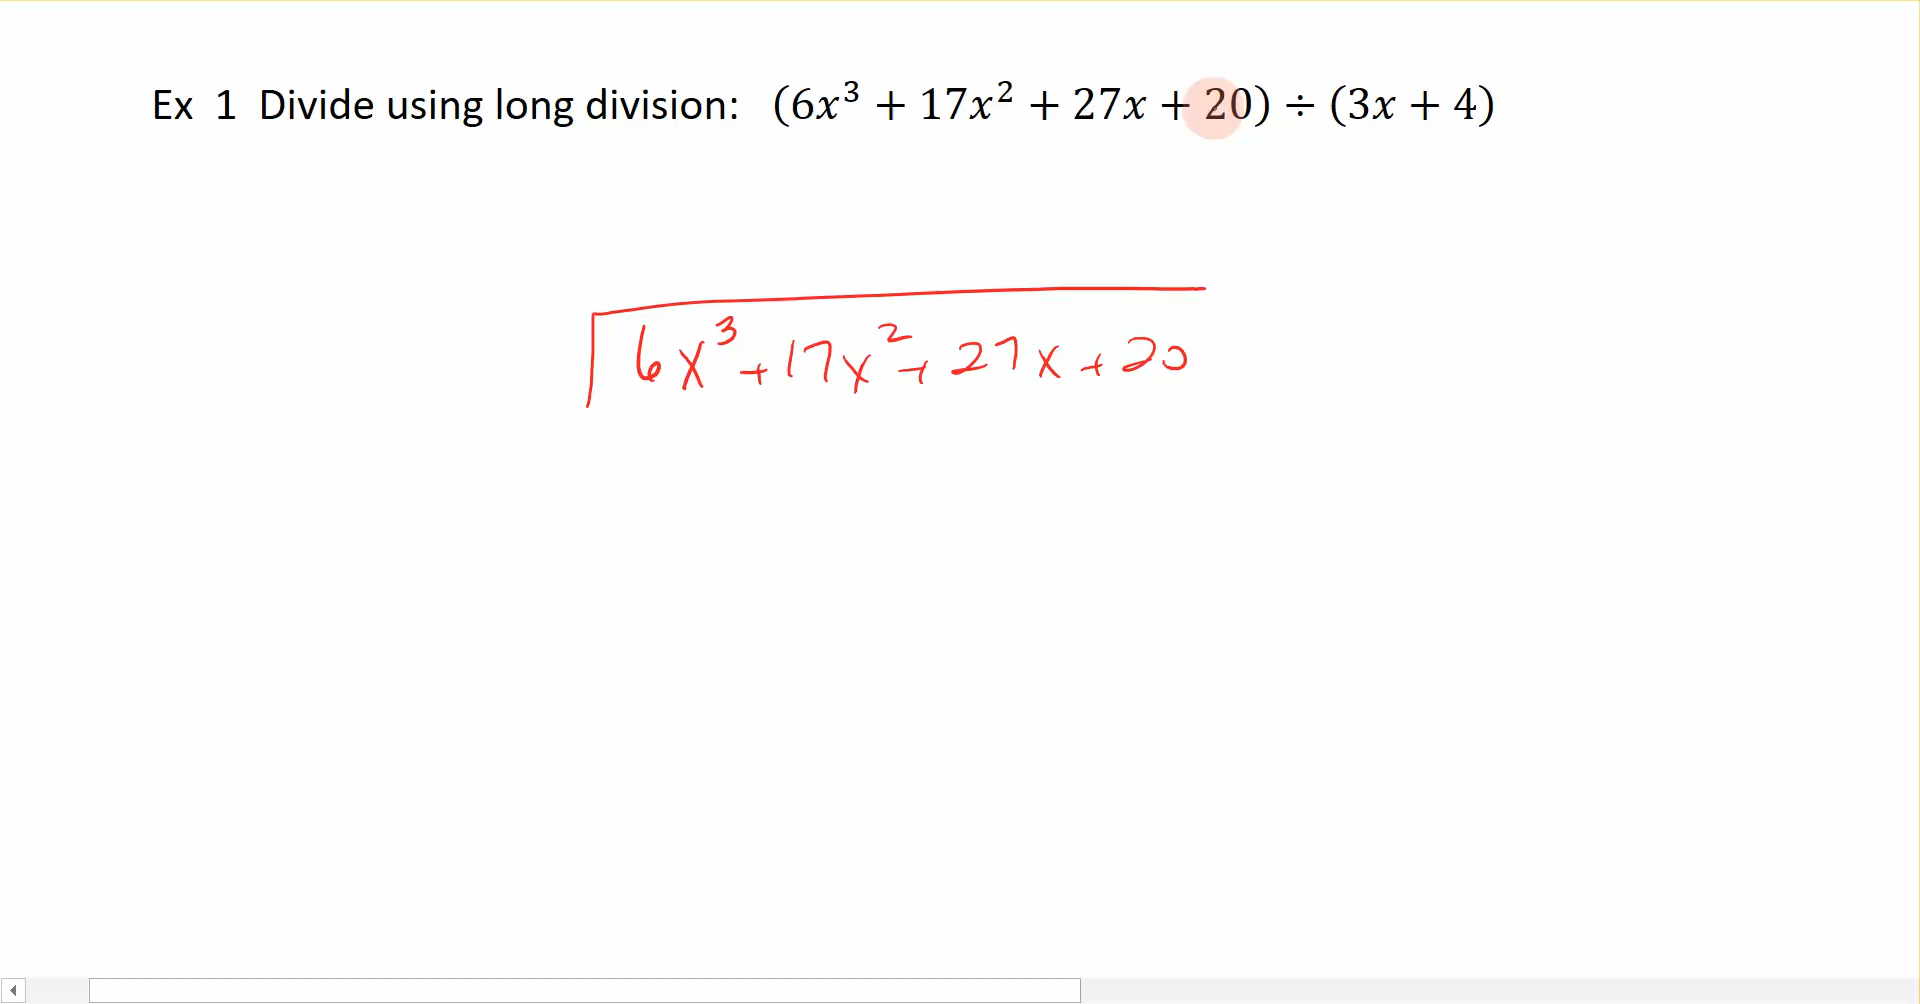 Ex 1 Divide using long division: (6x³ + 17x² + 27x + 20) ÷ (3x + 4)
6x³ + 17x² + 27x + 20